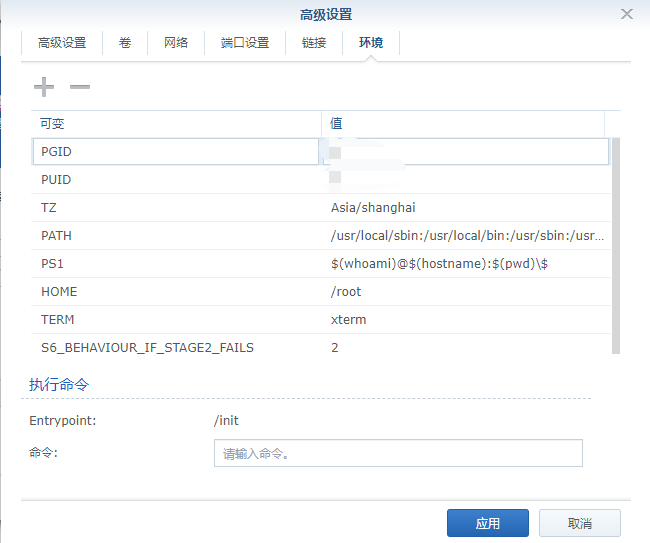 高级设置
高级设置 卷 网络 端口设置 链接 环境
可变 值
PGID
PUID
TZ Asia/shanghai
PATH /usr/local/sbin:/usr/local/bin:/usr/sbin:/usr...
PS1 $(whoami)@$(hostname):$(pwd)\$
HOME /root
TERM xterm
S6_BEHAVIOUR_IF_STAGE2_FAILS 2
执行命令
Entrypoint: /init
命令: 请输入命令。
应用 取消